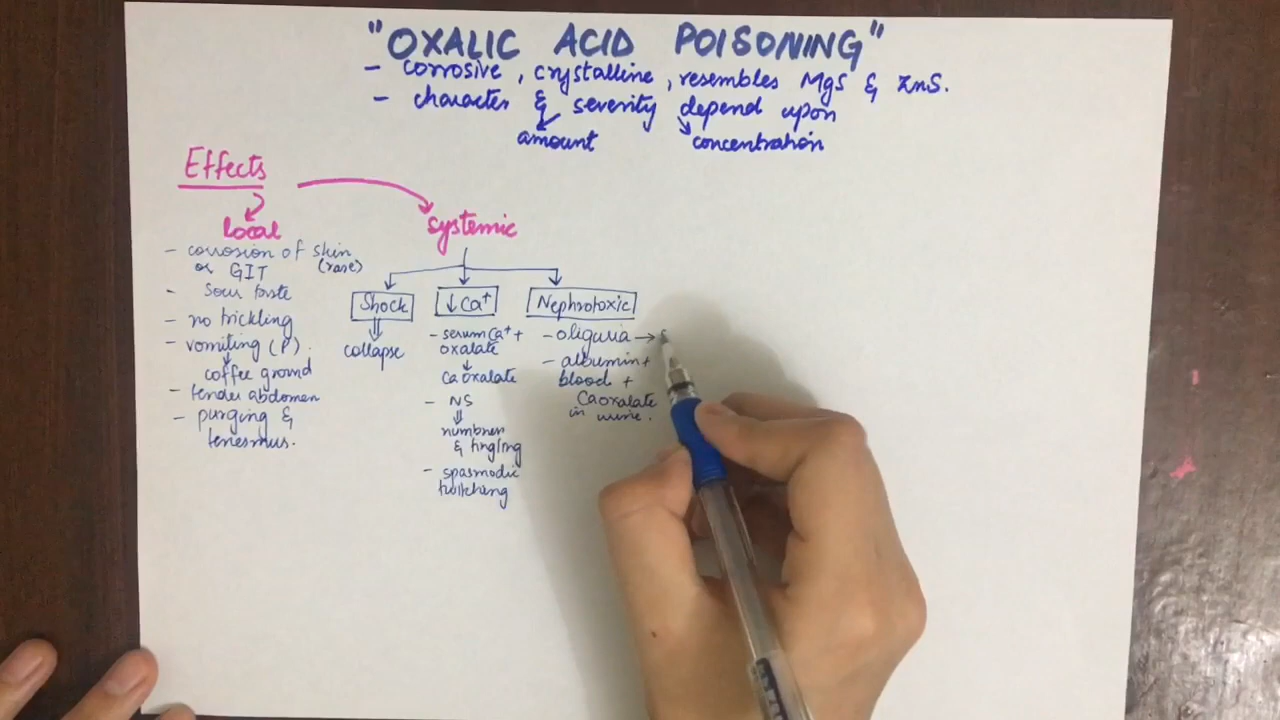 "OXALIC ACID POISONING"
- corrosive, crystalline, resembles MgS & ZnS.
- character & severity depend upon
amount
concentration
Effects
local
- corrosion of skin
or GIT (rare)
- Sour taste
- no trickling
- vomiting (P).
coffee ground
- tender abdomen
- purging &
tenesmus.
systemic
Shock
collapse
↓ Ca+
- serum Ca+ +
oxalate
↓
Ca oxalate
- NS
⇓
numbness
& tingling
- spasmodic
twitching
Nephrotoxic
- oliguria →
- albumin +
blood +
Ca oxalate
in urine.